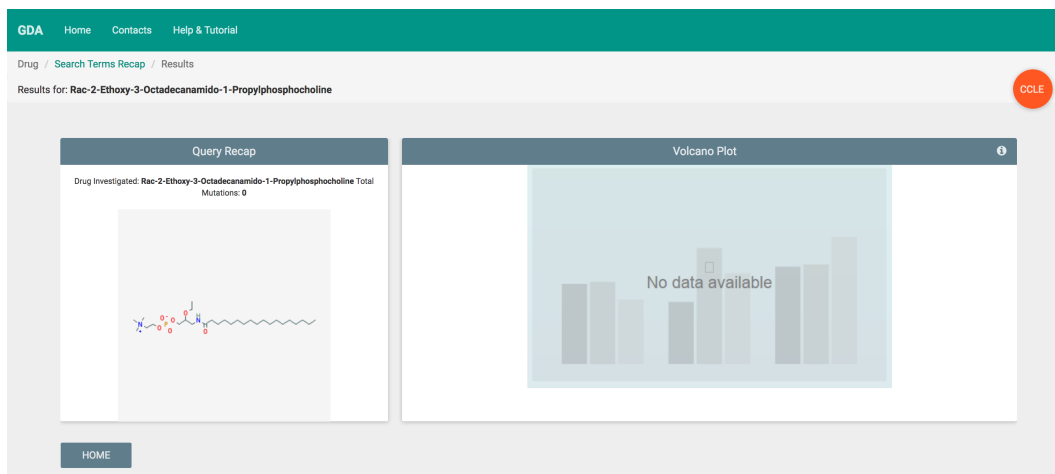 GDA Home Contacts Help & Tutorial
Drug / Search Terms Recap / Results
Results for: Rac-2-Ethoxy-3-Octadecanamido-1-Propylphosphocholine
CCLE
Query Recap
Drug Investigated: Rac-2-Ethoxy-3-Octadecanamido-1-Propylphosphocholine Total
Mutations: 0
N
+
O
P
O-
O
O
O
H
N
O
Volcano Plot
No data available
HOME